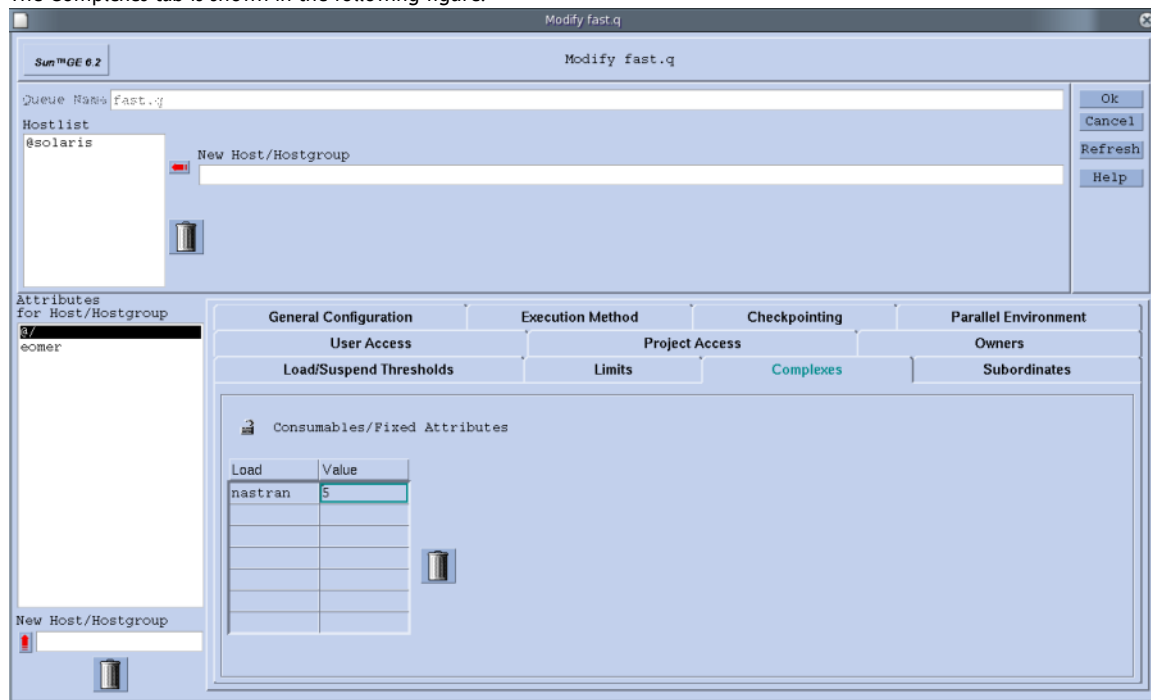 The Complexes tab is shown in the following figure.
Modify fast.q
Sun™GE 6.2
Modify fast.q
Queue Name fast.q
Ok
Hostlist
Cancel
@solaris
New Host/Hostgroup
Refresh
Help
Attributes
for Host/Hostgroup
@/
eomer
General Configuration
Execution Method
Checkpointing
Parallel Environment
User Access
Project Access
Owners
Load/Suspend Thresholds
Limits
Complexes
Subordinates
Consumables/Fixed Attributes
Load Value
nastran 5
New Host/Hostgroup